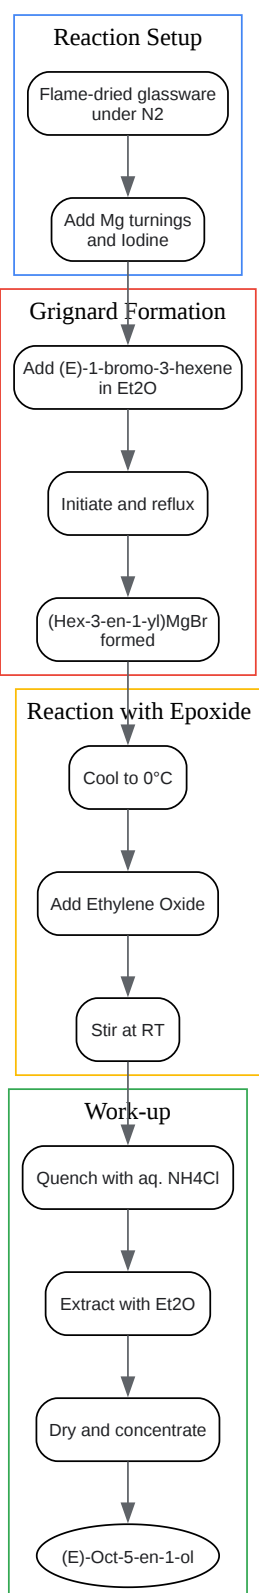 Reaction Setup
Flame-dried glassware
under N2
Add Mg turnings
and Iodine
Grignard Formation
Add (E)-1-bromo-3-hexene
in Et2O
Initiate and reflux
(Hex-3-en-1-yl)MgBr
formed
Reaction with Epoxide
Cool to 0°C
Add Ethylene Oxide
Stir at RT
Work-up
Quench with aq. NH4Cl
Extract with Et2O
Dry and concentrate
(E)-Oct-5-en-1-ol